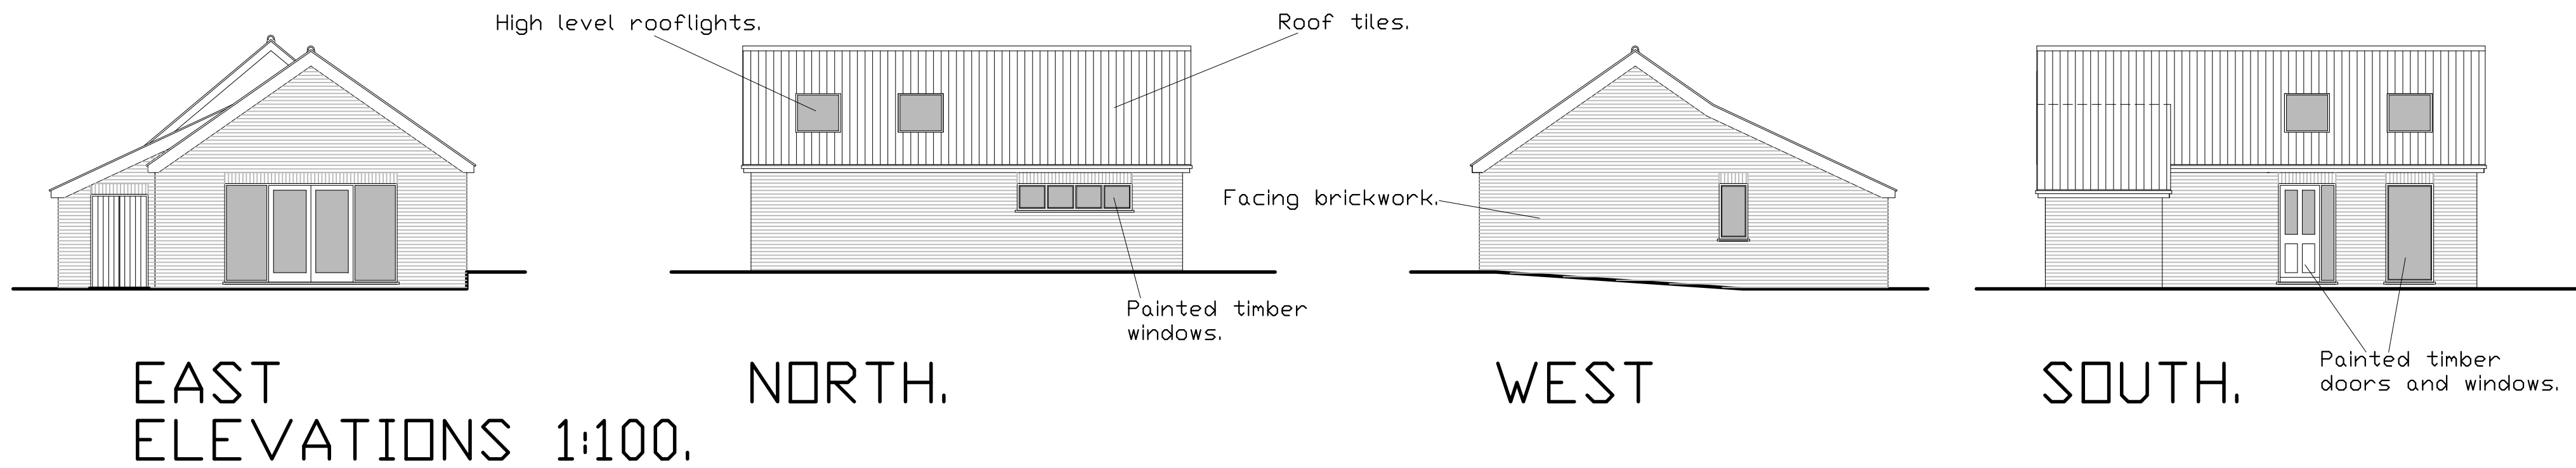 High level rooflights.
Roof tiles.
Facing brickwork.
Painted timber
windows.
Painted timber
doors and windows.
EAST
ELEVATIONS 1:100.
NORTH.
WEST
SOUTH.